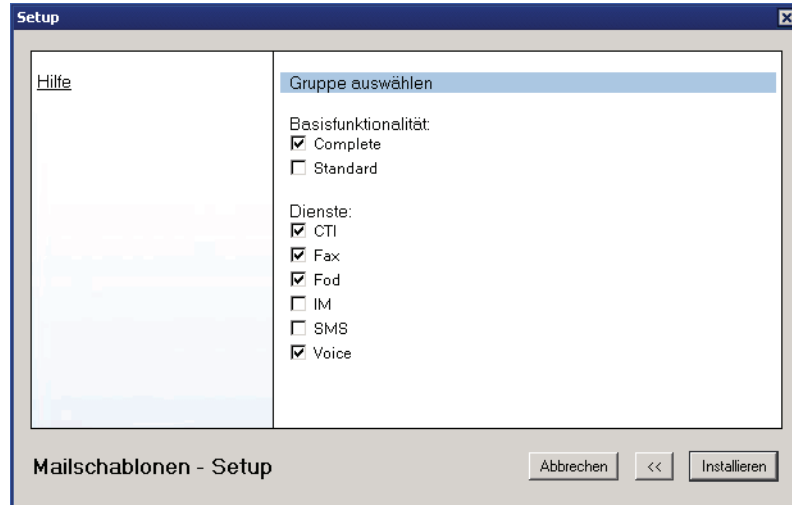 Setup
Hilfe
Gruppe auswählen
Basisfunktionalität:
Complete
Standard
Dienste:
CTI
Fax
Fod
IM
SMS
Voice
Mailschablonen - Setup
Abbrechen
<<
Installieren